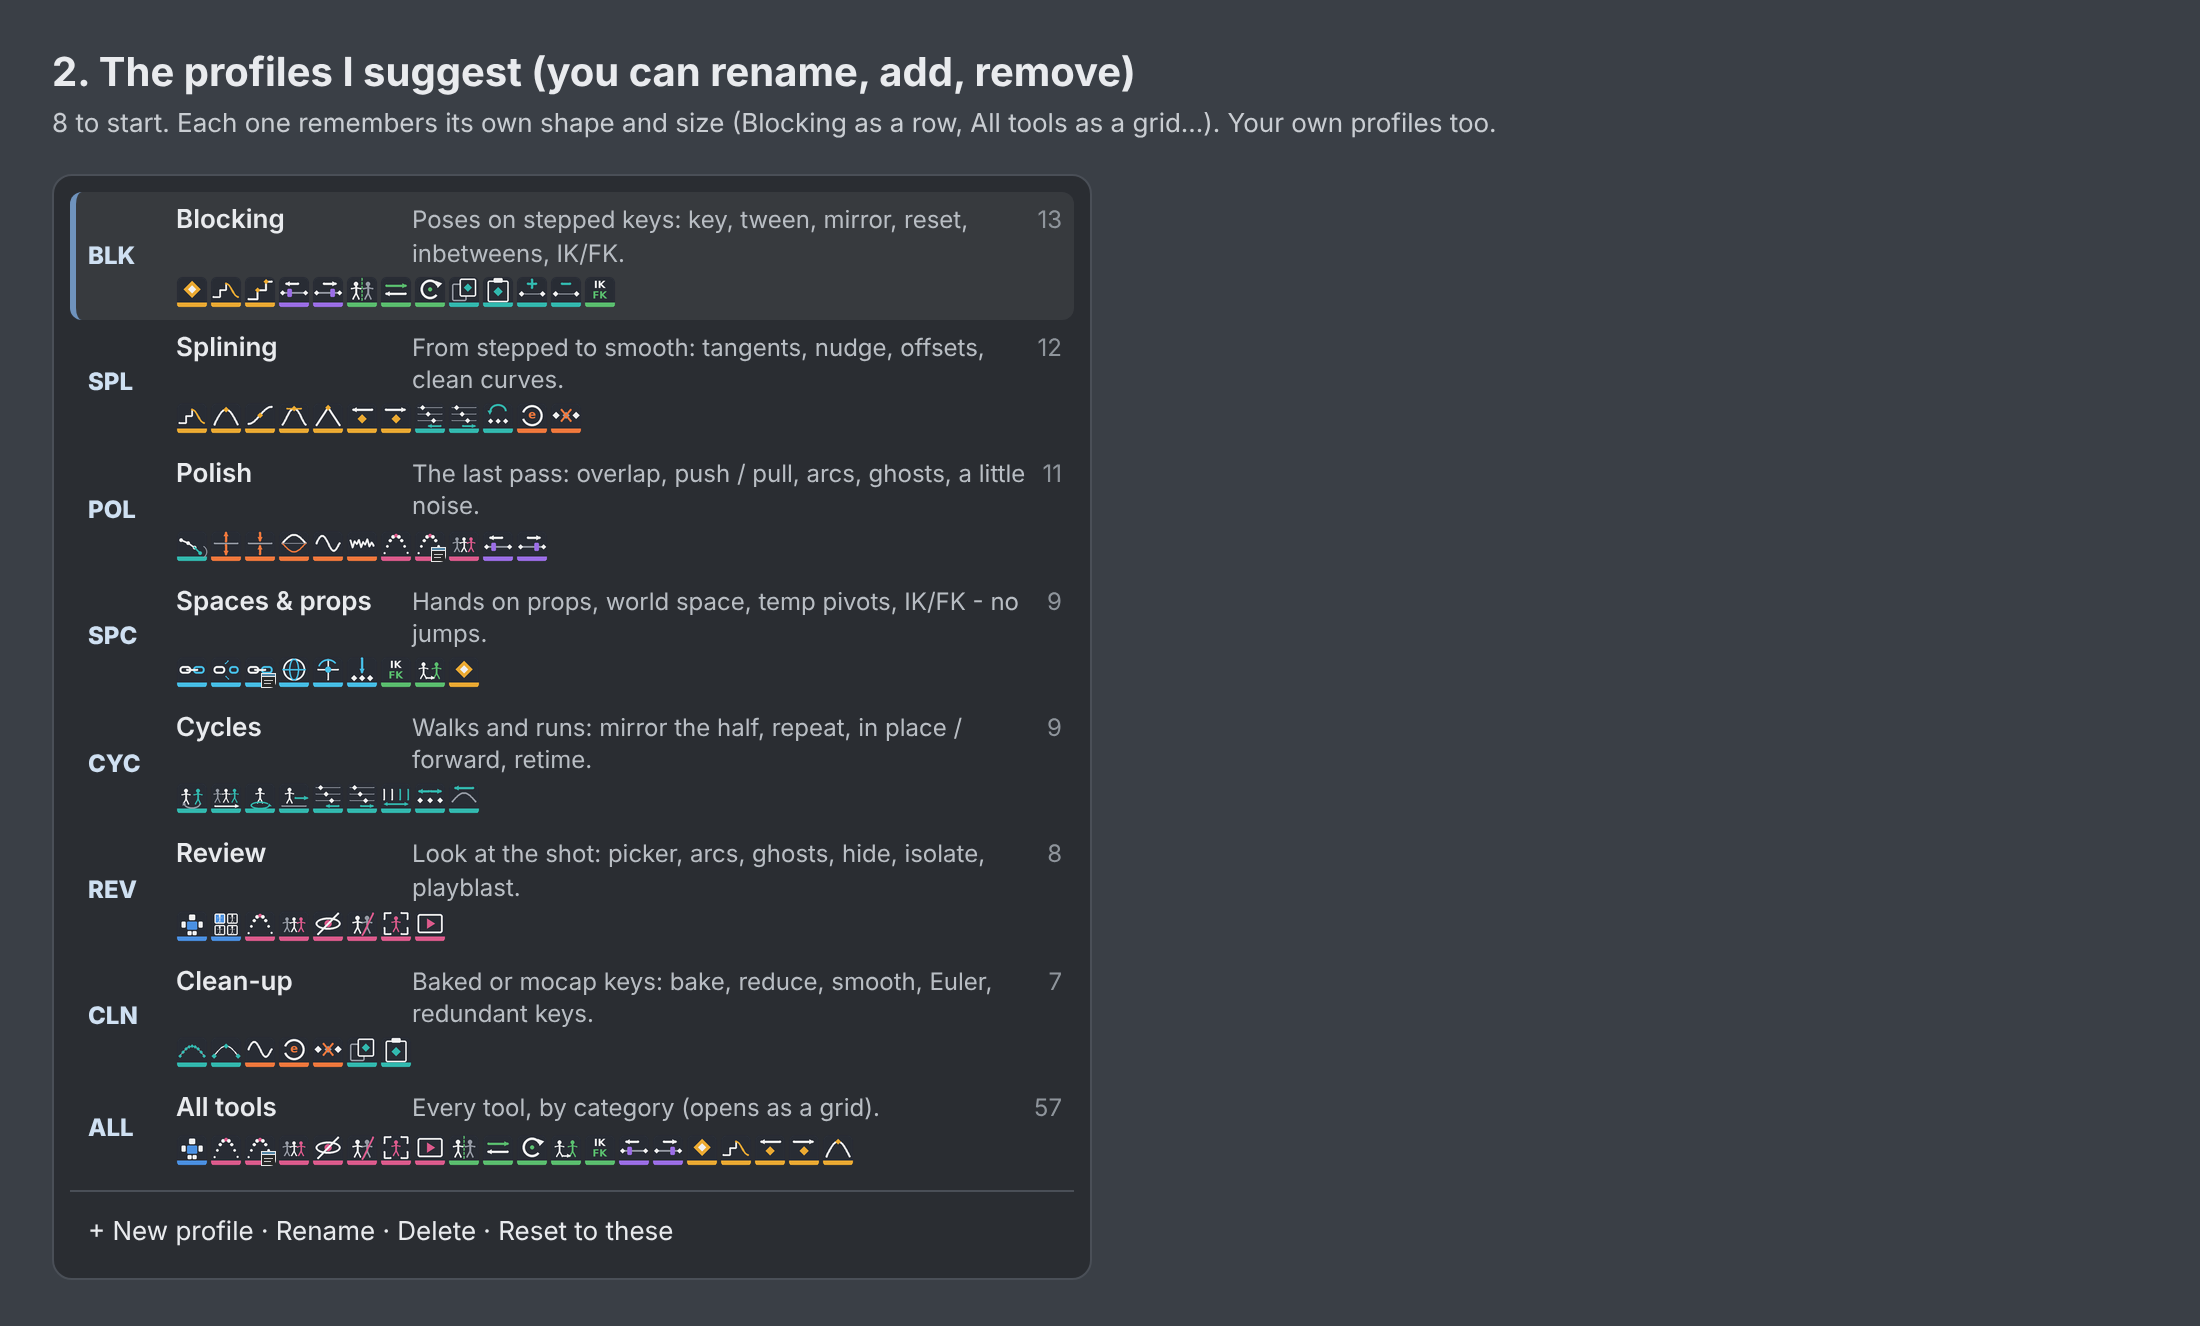 2. The profiles I suggest (you can rename, add, remove)
8 to start. Each one remembers its own shape and size (Blocking as a row, All tools as a grid...). Your own profiles too.
BLK
Blocking
Poses on stepped keys: key, tween, mirror, reset,
inbetweens, IK/FK.
13
IK
FK
SPL
Splining
From stepped to smooth: tangents, nudge, offsets,
clean curves.
12
e
POL
Polish
The last pass: overlap, push / pull, arcs, ghosts, a little
noise.
11
SPC
Spaces & props
Hands on props, world space, temp pivots, IK/FK - no
jumps.
9
IK
FK
CYC
Cycles
Walks and runs: mirror the half, repeat, in place /
forward, retime.
9
REV
Review
Look at the shot: picker, arcs, ghosts, hide, isolate,
playblast.
8
CLN
Clean-up
Baked or mocap keys: bake, reduce, smooth, Euler,
redundant keys.
7
e
ALL
All tools
Every tool, by category (opens as a grid).
57
IK
FK
+ New profile · Rename · Delete · Reset to these